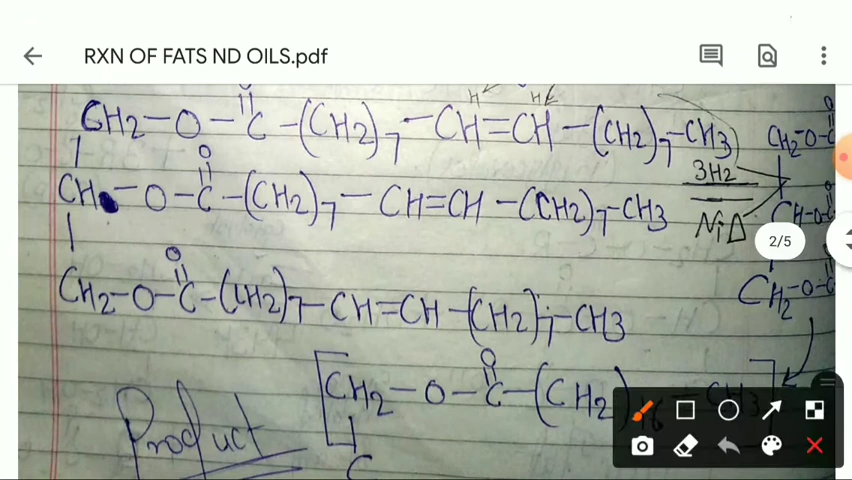 RXN OF FATS ND OILS.pdf
H H
CH2-O-C-(CH2)7-CH=CH-(CH2)7-CH3
O
3H2
CH2-O-C
CH-O-C-(CH2)7-CH=CH-(CH2)7-CH3
Ni Δ
CH-O-C
2/5
O
CH2-O-C-(CH2)7-CH=CH-(CH2)7-CH3
CH2-O-C
O
CH2-O-C-(CH2)16-CH3
Product
C